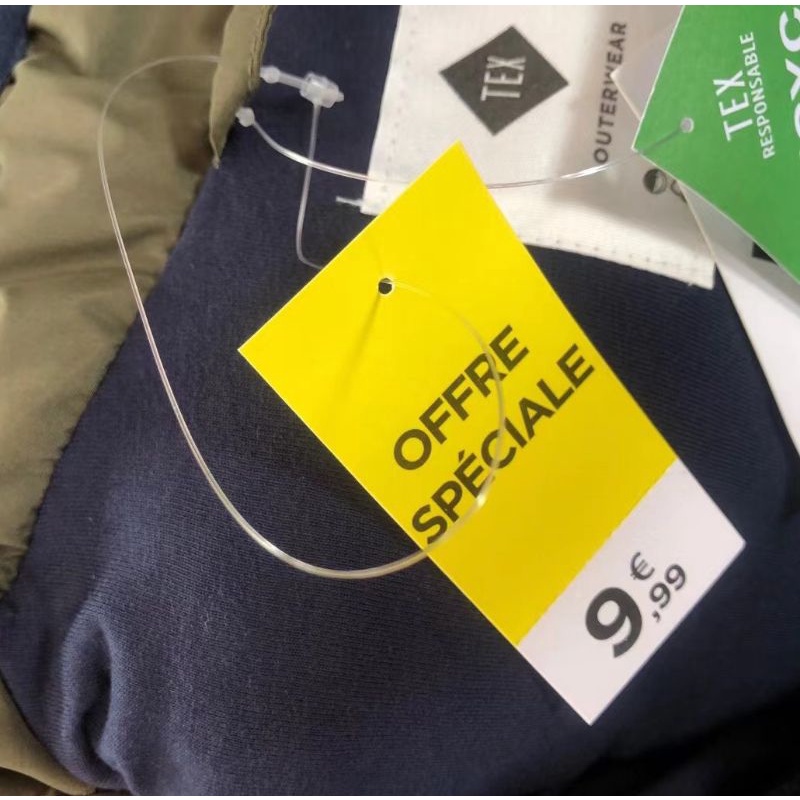 TEX
OUTERWEAR
TEX
RESPONSABLE
OFFRE
SPÉCIALE
9€,99